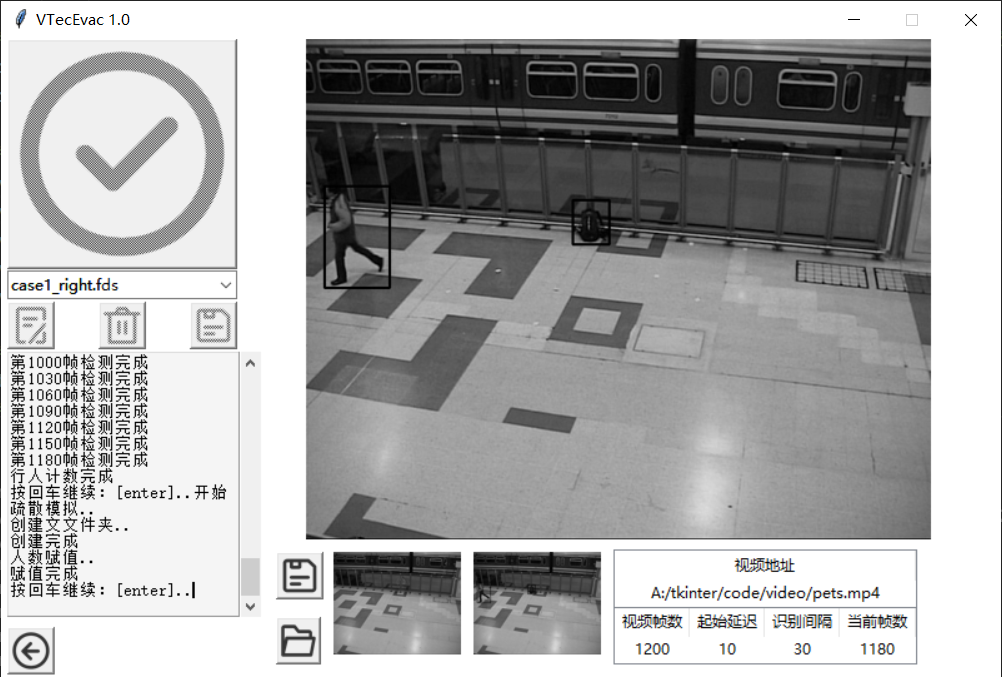 VTecEvac 1.0
case1_right.fds
第1000帧检测完成
第1030帧检测完成
第1060帧检测完成
第1090帧检测完成
第1120帧检测完成
第1150帧检测完成
第1180帧检测完成
行人计数完成
按回车继续：[enter]..开始
疏散模拟..
创建文文件夹..
创建完成
人数赋值..
赋值完成
按回车继续：[enter]..
视频地址
A:/tkinter/code/video/pets.mp4
视频帧数 起始延迟 识别间隔 当前帧数
1200 10 30 1180